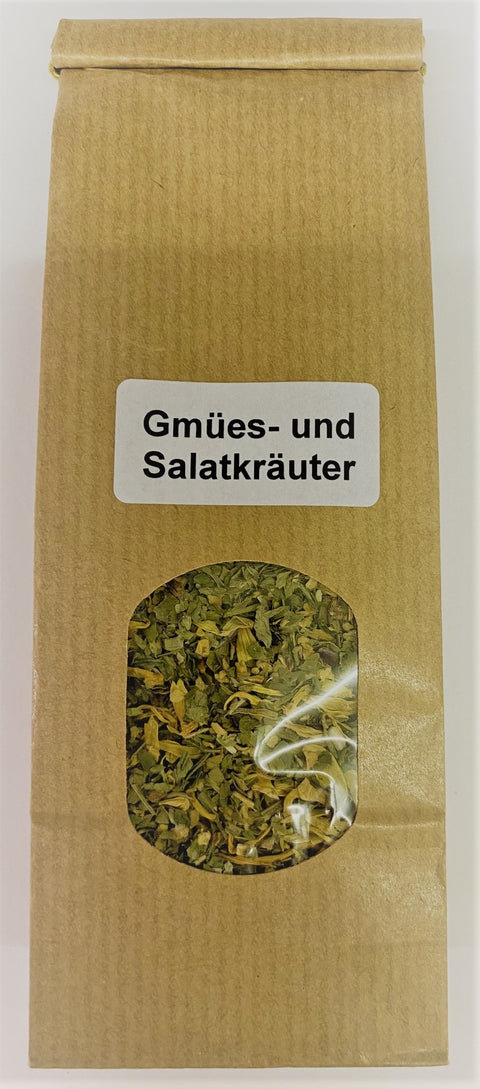 Gmües- und
Salatkräuter